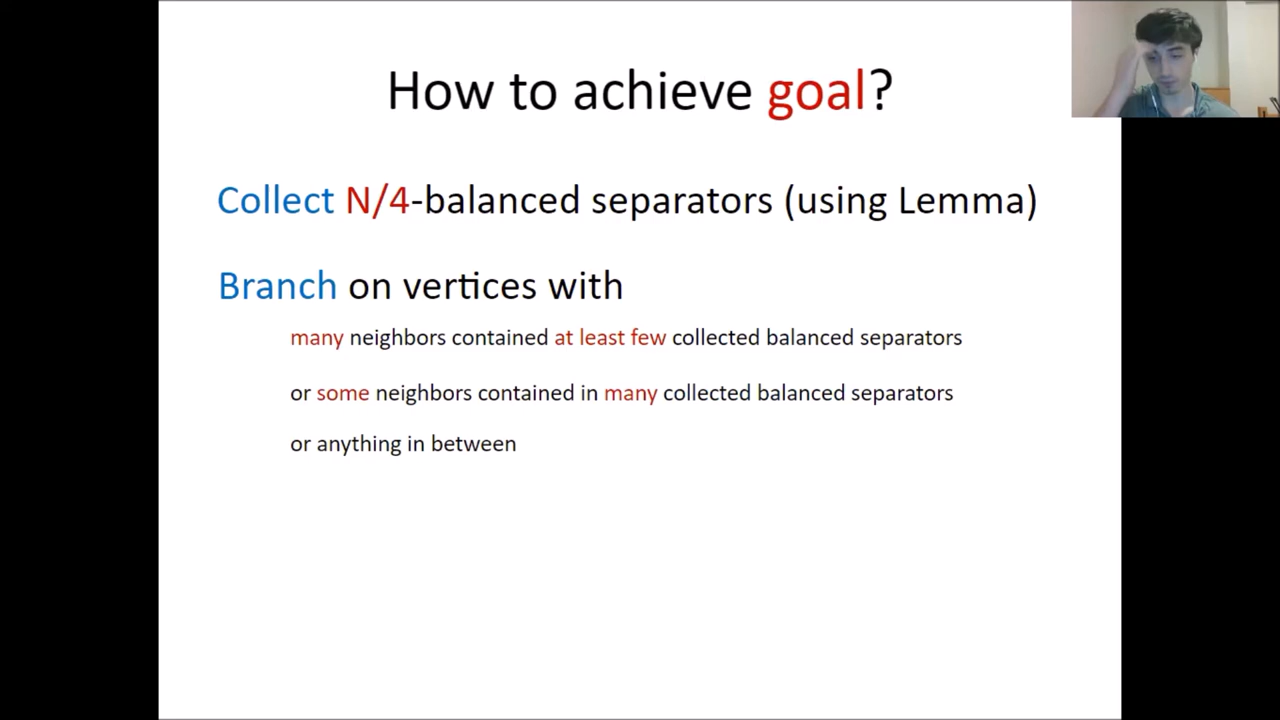 How to achieve goal?
Collect N/4-balanced separators (using Lemma)
Branch on vertices with
many neighbors contained at least few collected balanced separators
or some neighbors contained in many collected balanced separators
or anything in between